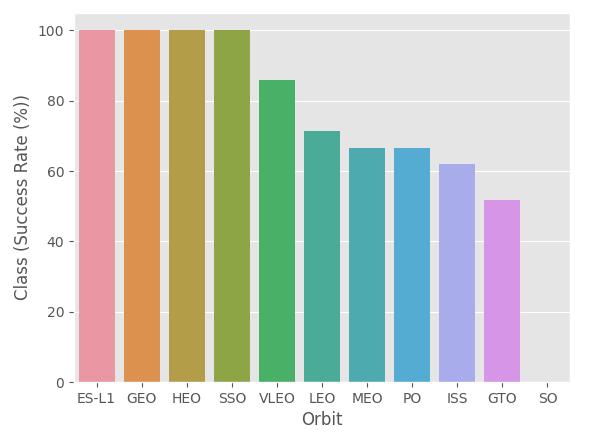 100
80
60
40
20
0
Class (Success Rate (%))
ES-L1 GEO HEO SSO VLEO LEO MEO PO ISS GTO SO
Orbit